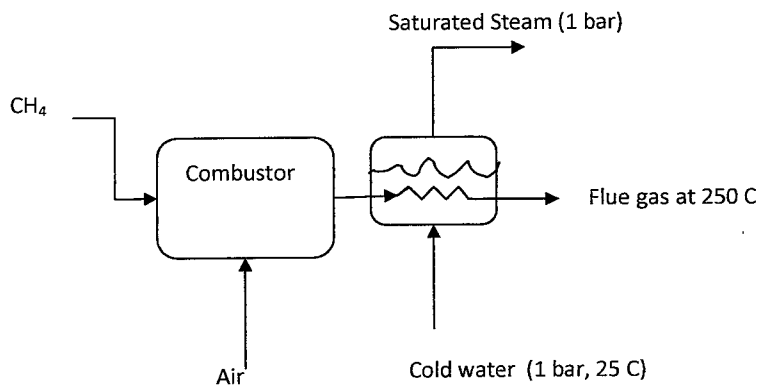 Saturated Steam (1 bar)
CH₄
Combustor
Flue gas at 250 C
Air
Cold water (1 bar, 25 C)